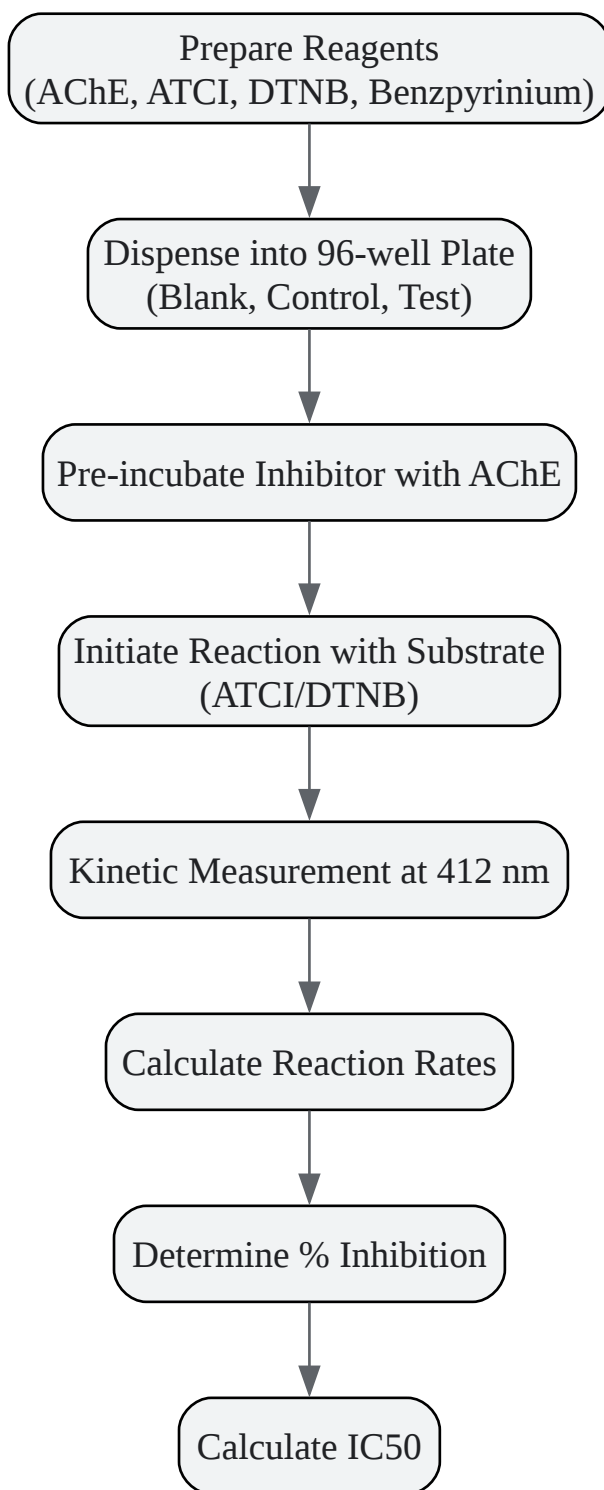 Prepare Reagents
(AChE, ATCI, DTNB, Benzpyrinium)
Dispense into 96-well Plate
(Blank, Control, Test)
Pre-incubate Inhibitor with AChE
Initiate Reaction with Substrate
(ATCI/DTNB)
Kinetic Measurement at 412 nm
Calculate Reaction Rates
Determine % Inhibition
Calculate IC50